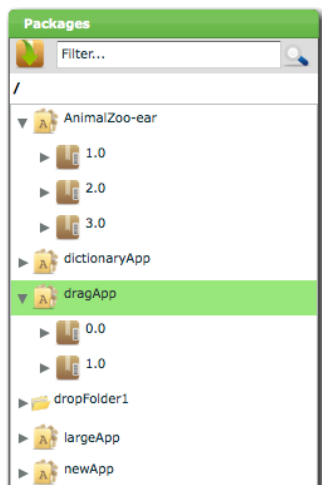 Packages
Filter...
/
AnimalZoo-ear
1.0
2.0
3.0
dictionaryApp
dragApp
0.0
1.0
dropFolder1
largeApp
newApp